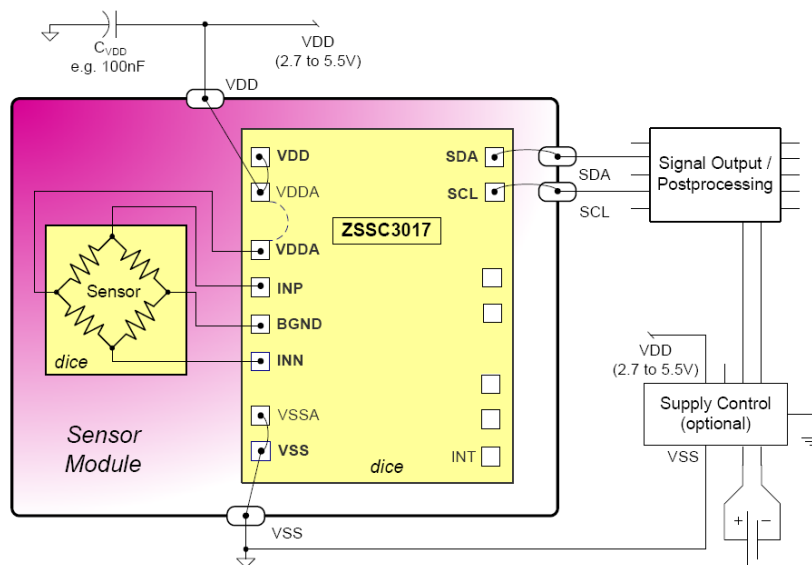 CVDD
e.g. 100nF
VDD
(2.7 to 5.5V)
VDD
VDD
VDDA
VDDA
INP
BGND
INN
VSSA
VSS
ZSSC3017
SDA
SCL
INT
dice
Sensor
dice
Sensor
Module
VSS
SDA
SCL
Signal Output /
Postprocessing
VDD
(2.7 to 5.5V)
Supply Control
(optional)
VSS
+
−